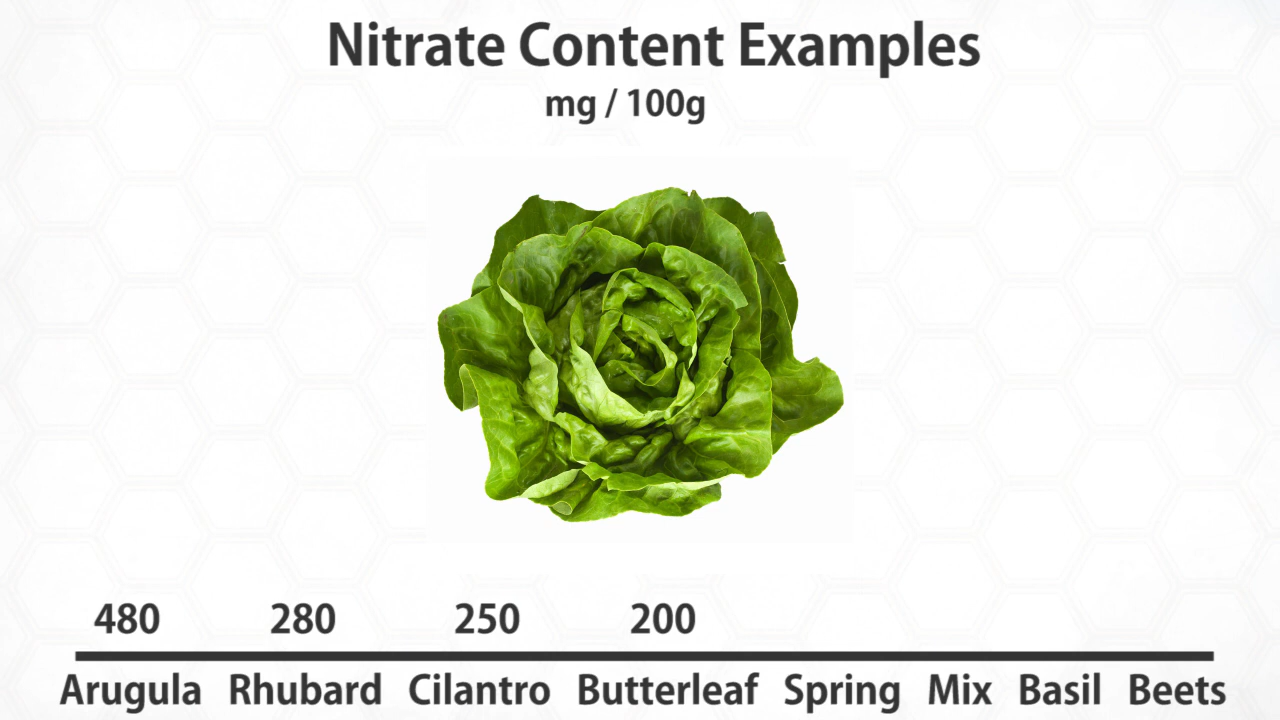 Nitrate Content Examples
mg / 100g
480 280 250 200
Arugula Rhubard Cilantro Butterleaf Spring Mix Basil Beets